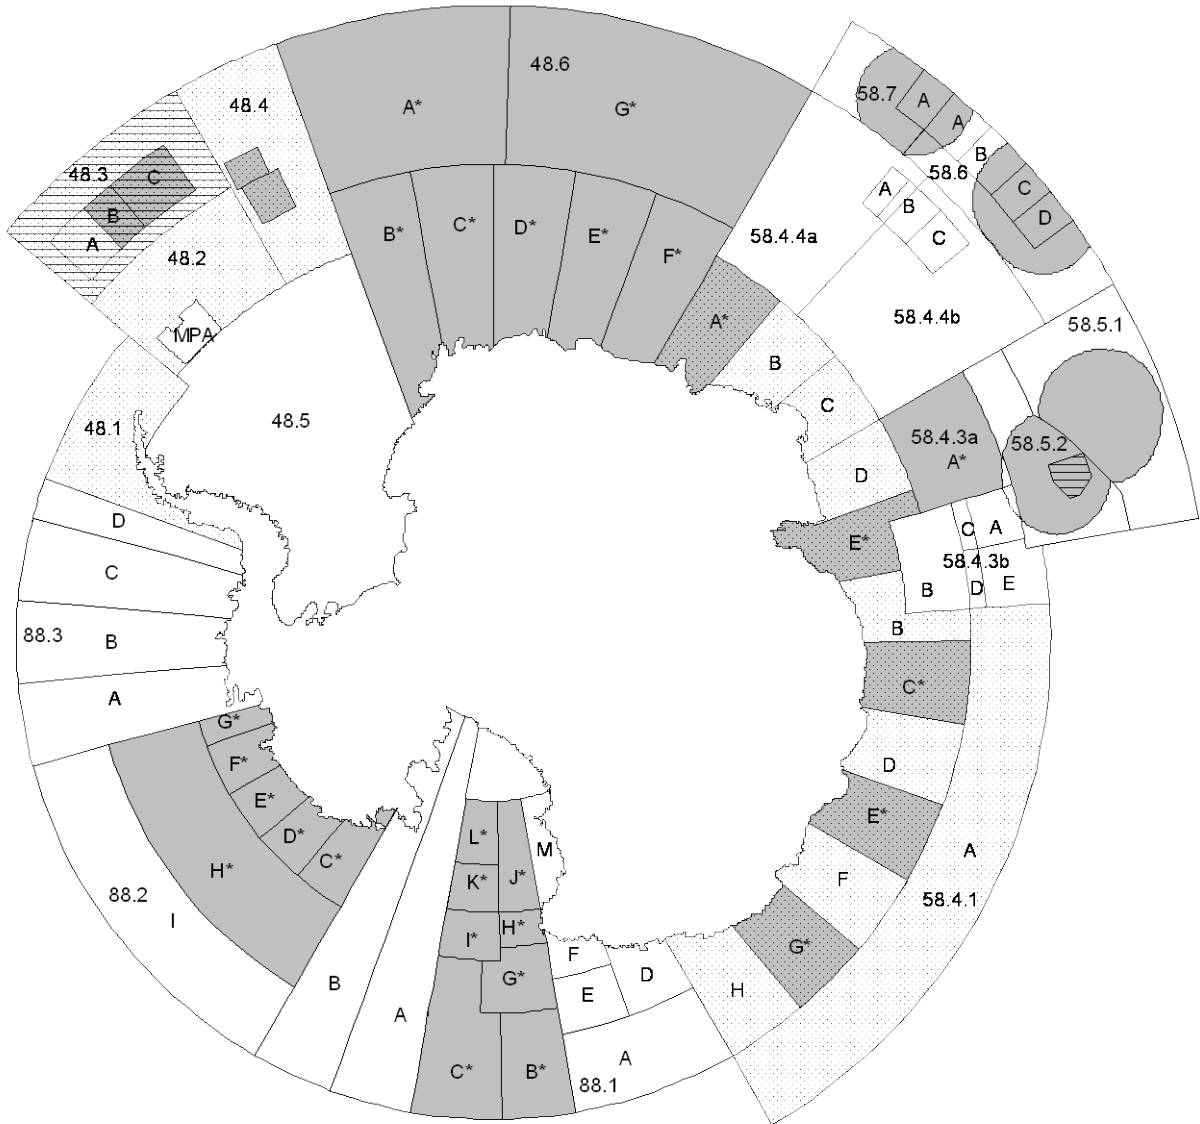 48.6
A*
G*
B*
C*
D*
E*
F*
48.4
48.3
C
B
A
48.2
MPA
48.1
48.5
58.7
A
A
B
58.6
C
D
A
B
C
58.4.4a
58.4.4b
58.5.1
58.5.2
A*
B
C
D
E*
58.4.3a
A*
C
A
58.4.3b
B
D
E
B
C*
D
E*
F
G*
H
A
58.4.1
D
C
88.3
B
A
G*
F*
E*
D*
C*
H*
88.2
I
B
A
L*
M
K*
J*
I*
H*
G*
C*
B*
F
E
D
A
88.1